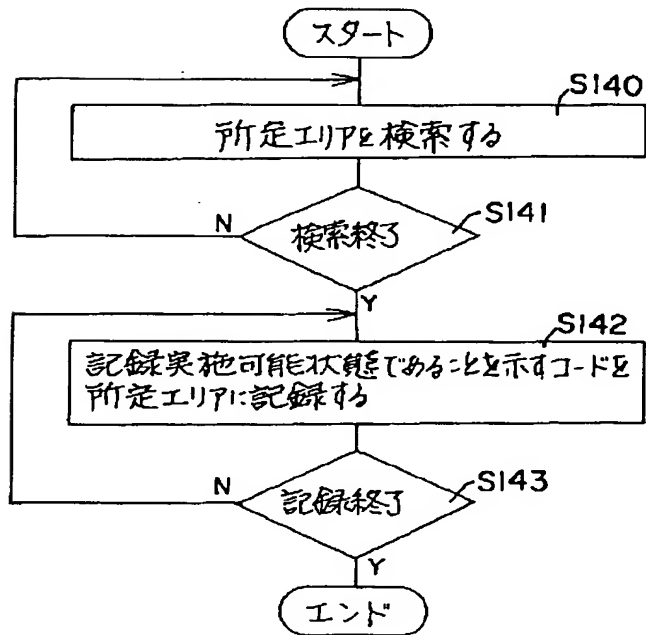 スタート
S140
所定エリアを検索する
N
検索終了
S141
Y
S142
記録実施可能状態であることを示すコードを
所定エリアに記録する
N
記録終了
S143
Y
エンド